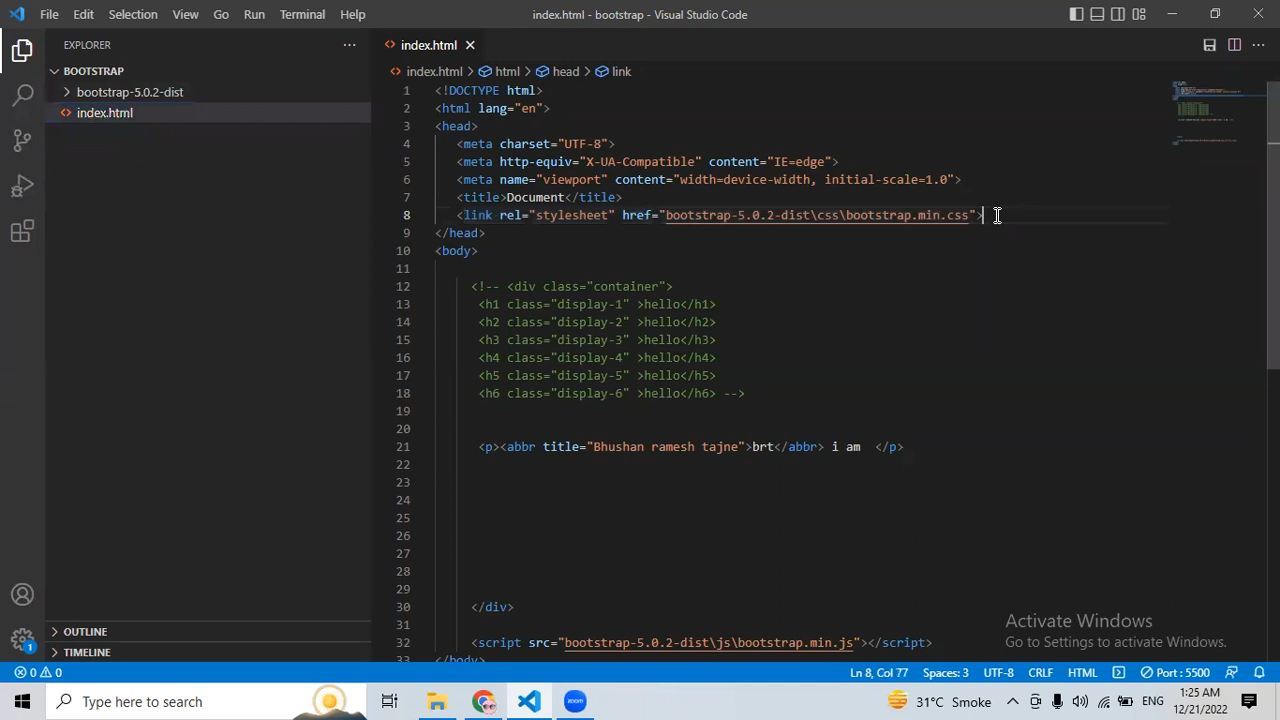 File Edit Selection View Go Run Terminal Help index.html - bootstrap - Visual Studio Code
EXPLORER
BOOTSTRAP
bootstrap-5.0.2-dist
index.html
OUTLINE
TIMELINE
1
index.html
index.html > html > head > link
1 <!DOCTYPE html>
2 <html lang="en">
3 <head>
4 <meta charset="UTF-8">
5 <meta http-equiv="X-UA-Compatible" content="IE=edge">
6 <meta name="viewport" content="width=device-width, initial-scale=1.0">
7 <title>Document</title>
8 <link rel="stylesheet" href="bootstrap-5.0.2-dist\css\bootstrap.min.css">
9 </head>
10 <body>
11
12 <!-- <div class="container">
13 <h1 class="display-1" >hello</h1>
14 <h2 class="display-2" >hello</h2>
15 <h3 class="display-3" >hello</h3>
16 <h4 class="display-4" >hello</h4>
17 <h5 class="display-5" >hello</h5>
18 <h6 class="display-6" >hello</h6> -->
19
20
21 <p><abbr title="Bhushan ramesh tajne">brt</abbr> i am </p>
22
23
24
25
26
27
28
29
30 </div>
31
32 <script src="bootstrap-5.0.2-dist\js\bootstrap.min.js"></script>
33 </body>
Activate Windows
Go to Settings to activate Windows.
0 0 Ln 8, Col 77 Spaces: 3 UTF-8 CRLF HTML Port : 5500
Type here to search
zoom
31°C Smoke
ENG
1:25 AM
12/21/2022